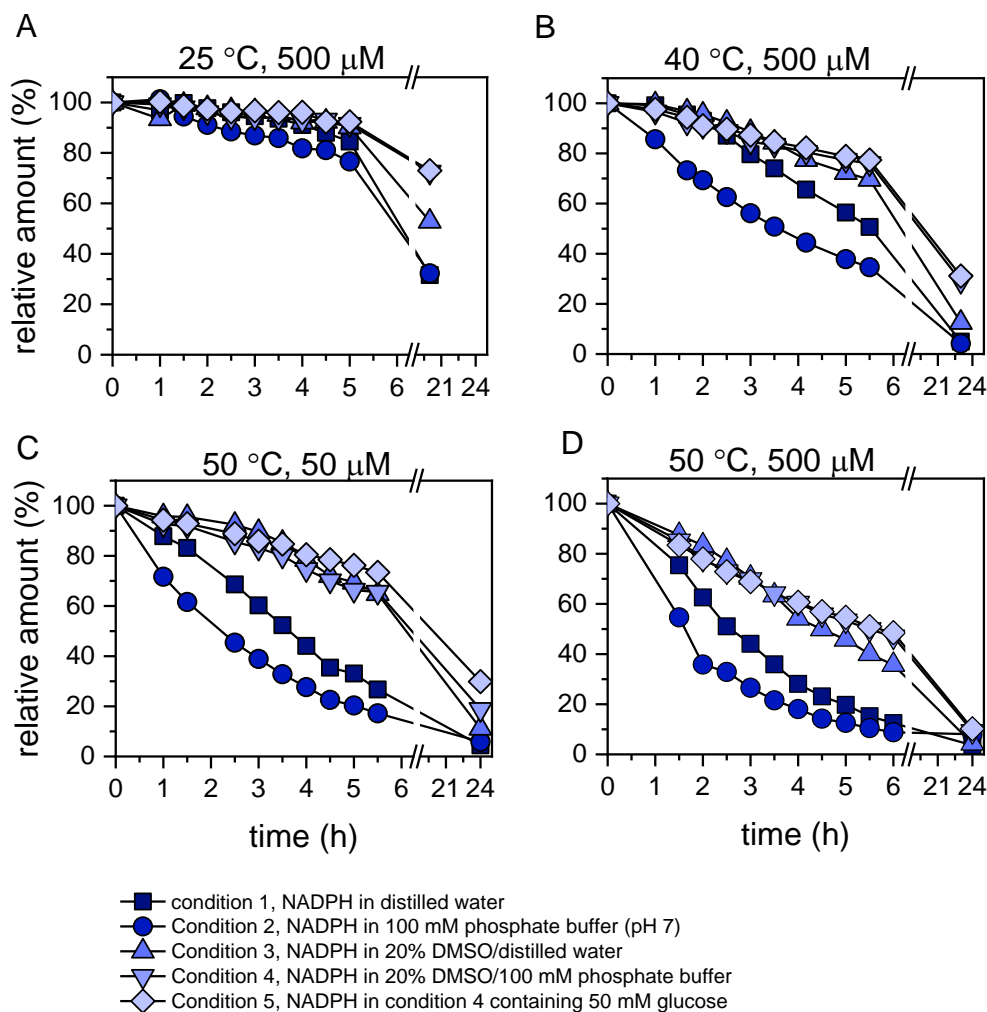 A
B
25 °C, 500 μM
40 °C, 500 μM
relative amount (%)
100
80
60
40
20
0
0 1 2 3 4 5 6 21 24
100
80
60
40
20
0
0 1 2 3 4 5 6 21 24
C
D
50 °C, 50 μM
50 °C, 500 μM
relative amount (%)
100
80
60
40
20
0
0 1 2 3 4 5 6 21 24
time (h)
100
80
60
40
20
0
0 1 2 3 4 5 6 21 24
time (h)
condition 1, NADPH in distilled water
Condition 2, NADPH in 100 mM phosphate buffer (pH 7)
Condition 3, NADPH in 20% DMSO/distilled water
Condition 4, NADPH in 20% DMSO/100 mM phosphate buffer
Condition 5, NADPH in condition 4 containing 50 mM glucose